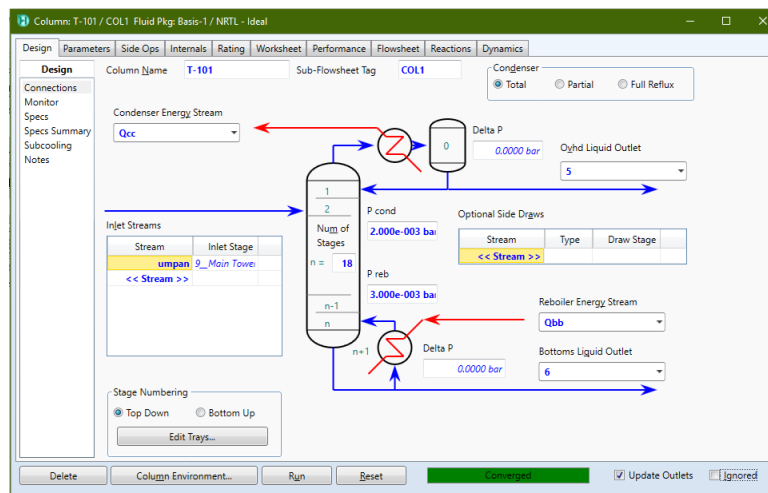 Column: T-101 / COL1 Fluid Pkg: Basis-1 / NRTL - Ideal
Design Parameters Side Ops Internals Rating Worksheet Performance Flowsheet Reactions Dynamics
Design
Connections
Monitor
Specs
Specs Summary
Subcooling
Notes
Column Name T-101 Sub-Flowsheet Tag COL1
Condenser
Total Partial Full Reflux
Condenser Energy Stream
Qcc
0
Delta P
0.0000 bar
Ovhd Liquid Outlet
5
Inlet Streams
Stream Inlet Stage
umpan 9__Main Tower
<< Stream >>
1
2
Num of
Stages
n = 18
n-1
n
n+1
P cond
2.000e-003 bar
P reb
3.000e-003 bar
Optional Side Draws
Stream Type Draw Stage
<< Stream >>
Reboiler Energy Stream
Qbb
Delta P
0.0000 bar
Bottoms Liquid Outlet
6
Stage Numbering
Top Down Bottom Up
Edit Trays...
Delete Column Environment... Run Reset Converged Update Outlets Ignored